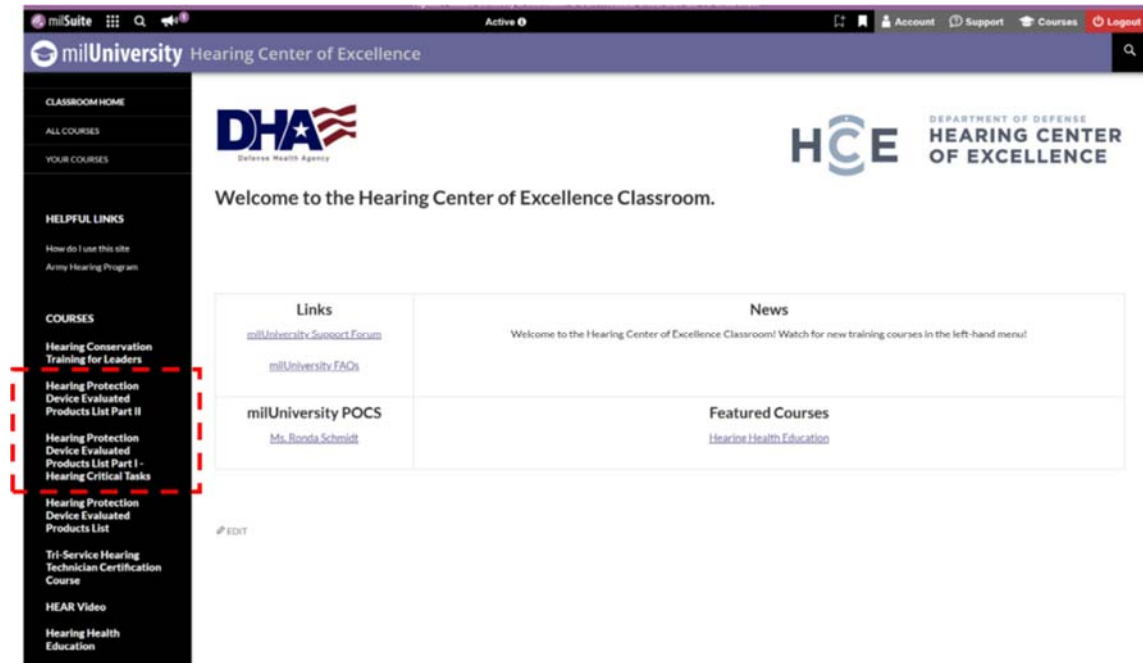 milSuite
1
Active
Account
Support
Courses
Logout
milUniversity Hearing Center of Excellence
CLASSROOM HOME
ALL COURSES
YOUR COURSES
HELPFUL LINKS
How do I use this site
Army Hearing Program
COURSES
Hearing Conservation
Training for Leaders
Hearing Protection
Device Evaluated
Products List Part II
Hearing Protection
Device Evaluated
Products List Part I -
Hearing Critical Tasks
Hearing Protection
Device Evaluated
Products List
Tri-Service Hearing
Technician Certification
Course
HEAR Video
Hearing Health
Education
DHA
Defense Health Agency
HCE
DEPARTMENT OF DEFENSE
HEARING CENTER
OF EXCELLENCE
Welcome to the Hearing Center of Excellence Classroom.
Links
milUniversity Support Forum
milUniversity FAQs
News
Welcome to the Hearing Center of Excellence Classroom! Watch for new training courses in the left-hand menu!
milUniversity POCS
Ms. Ronda Schmidt
Featured Courses
Hearing Health Education
EDIT